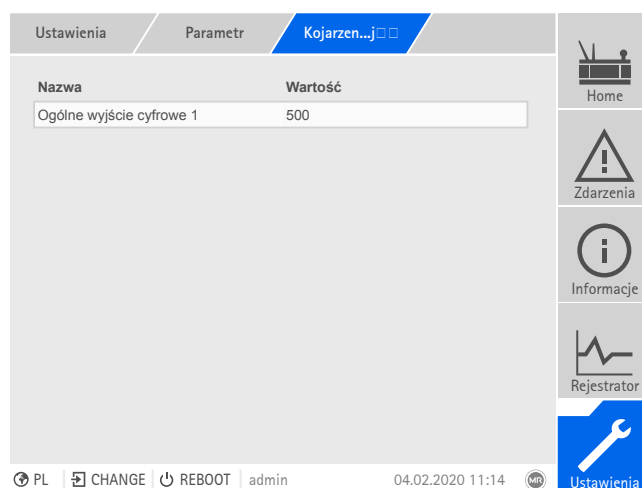 Ustawienia Parametr Kojarzen...j□□
Nazwa Wartość
Ogólne wyjście cyfrowe 1 500
Home
Zdarzenia
Informacje
Rejestrator
Ustawienia
PL CHANGE REBOOT admin 04.02.2020 11:14 MR